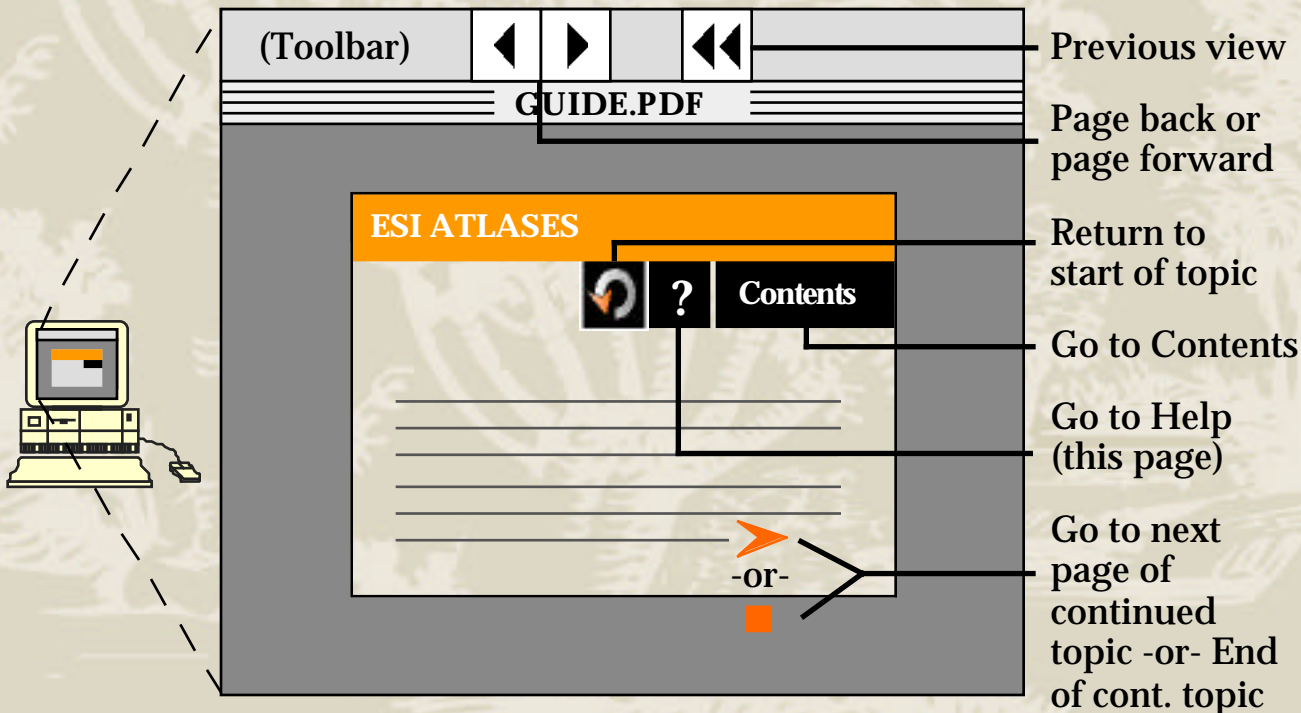 (Toolbar)
GUIDE.PDF
ESI ATLASES
?
Contents
-or-
Previous view
Page back or
page forward
Return to
start of topic
Go to Contents
Go to Help
(this page)
Go to next
page of
continued
topic -or- End
of cont. topic